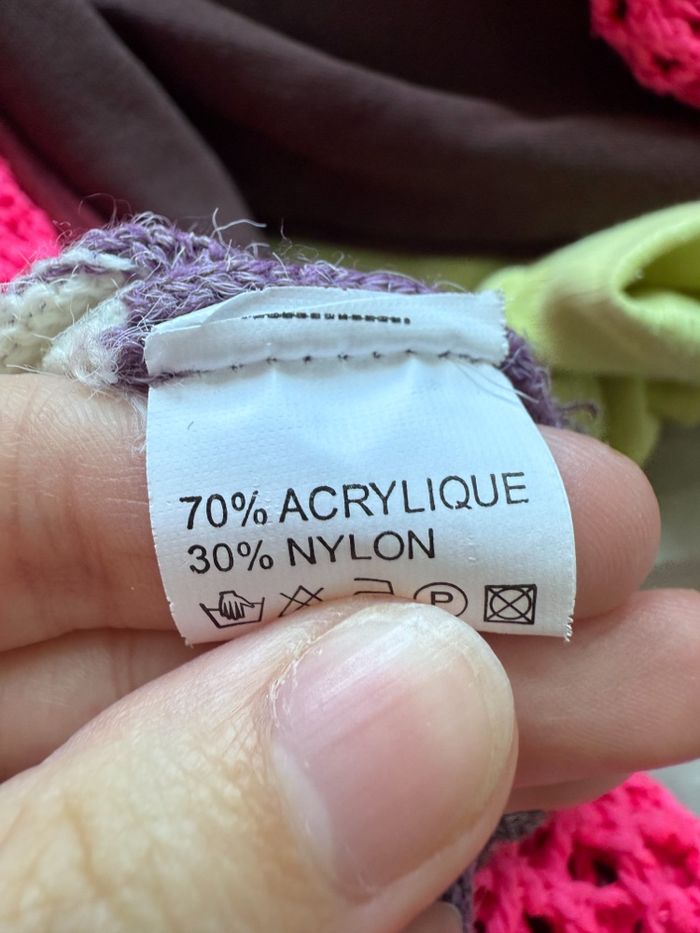 70% ACRYLIQUE
30% NYLON
P